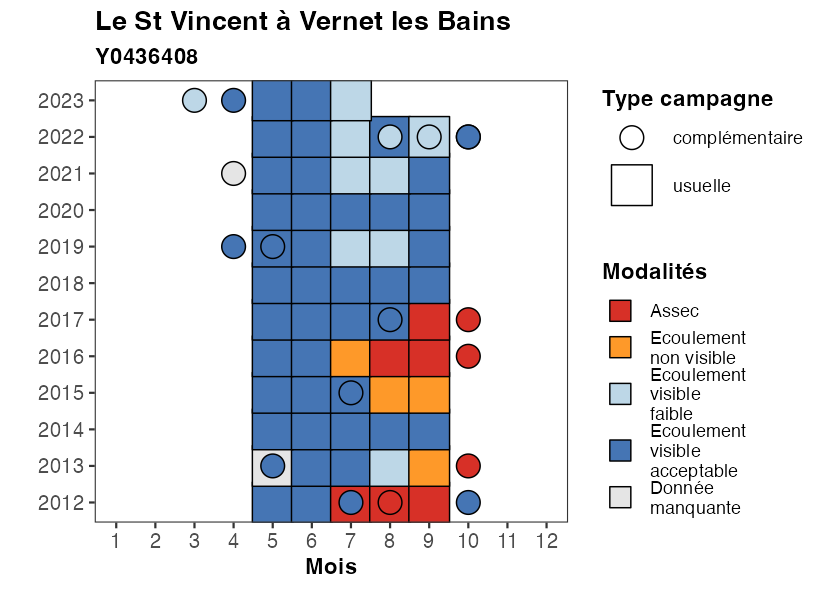 Le St Vincent à Vernet les Bains
Y0436408
2023
2022
2021
2020
2019
2018
2017
2016
2015
2014
2013
2012
1 2 3 4 5 6 7 8 9 10 11 12
Mois
Type campagne
complémentaire
usuelle
Modalités
Assec
Ecoulement
non visible
Ecoulement
visible
faible
Ecoulement
visible
acceptable
Donnée
manquante